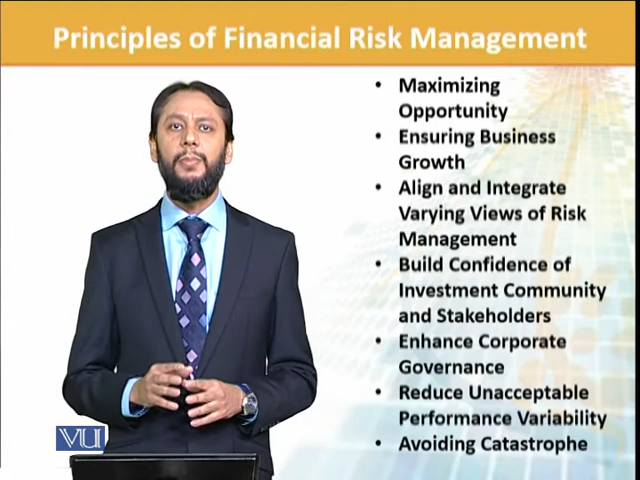 Principles of Financial Risk Management
• Maximizing
Opportunity
• Ensuring Business
Growth
• Align and Integrate
Varying Views of Risk
Management
• Build Confidence of
Investment Community
and Stakeholders
• Enhance Corporate
Governance
• Reduce Unacceptable
Performance Variability
• Avoiding Catastrophe
VU